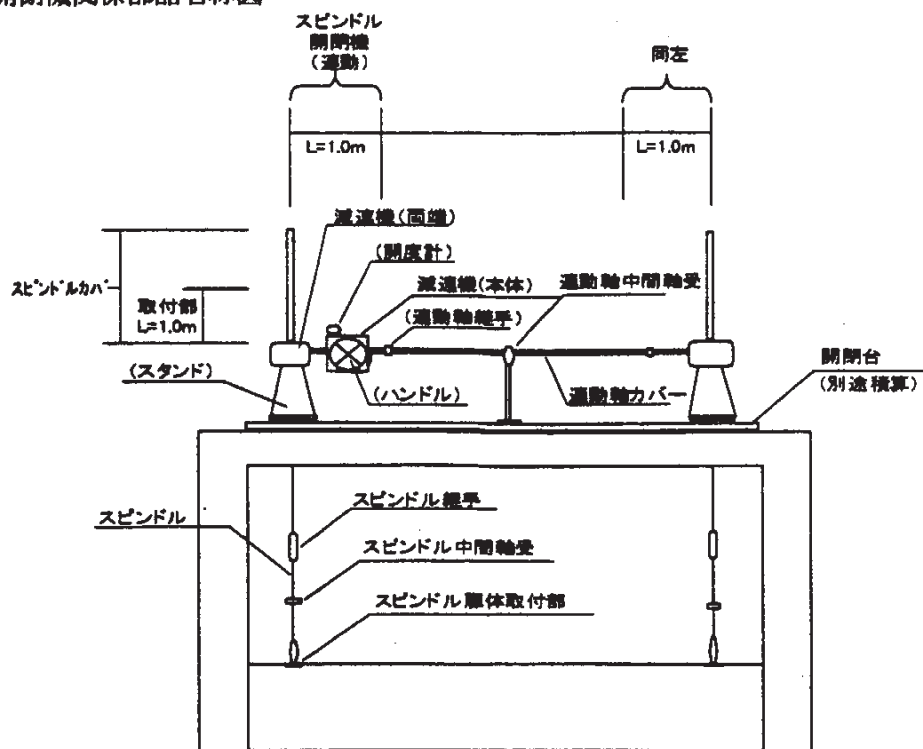 スピンドル
開閉機
(連動)
同左
L=1.0m
L=1.0m
減速機(両端)
(開度計)
減速機(本体)
連動軸中間軸受
スピンドルカバー
取付部
L=1.0m
(連動軸継手)
開閉台
(別途積算)
(スタンド)
(ハンドル)
連動軸カバー
スピンドル継手
スピンドル
スピンドル中間軸受
スピンドル扉体取付部